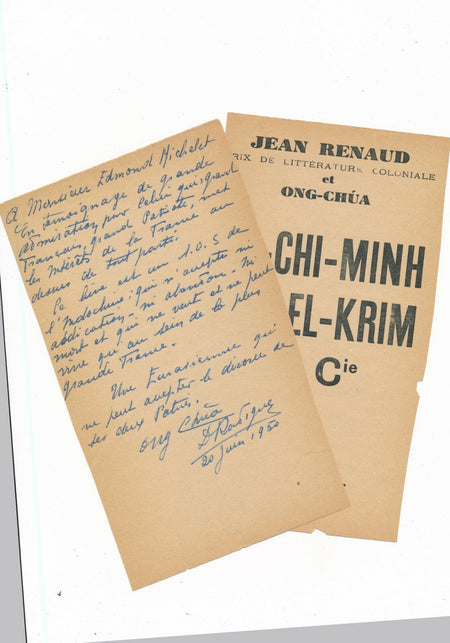 A Monsieur Edmond Michelet
En témoignage de grande
admiration, pour celui qui, grand
Français, grand Patriote, met
les intérêts de la France au
dessus de tout parti.
Ce livre est un S.O.S de
l'Indochine qui n'accepte ni
abdication - ni abandon - Ni
mort et qui ne veut et ne peut
vivre qu'au sein de la plus
grande France.
Une Eurasienne qui
ne peut accepter le divorce de
ses deux Patries.
Ong Chúa
20 juin 1950
JEAN RENAUD
RIX DE LITTÉRATURE COLONIALE
et
ONG-CHÚA
-CHI-MINH
EL-KRIM
Cie